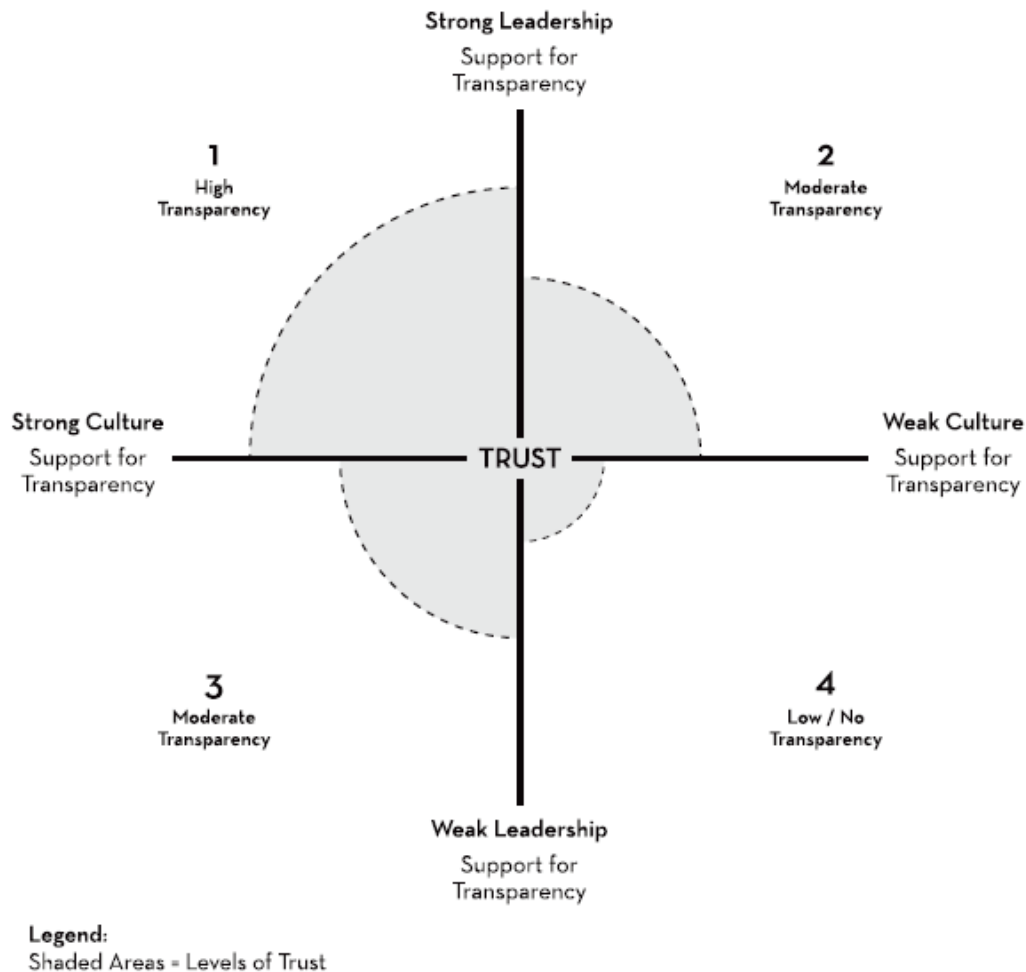 Strong Leadership
Support for
Transparency
1
High
Transparency
2
Moderate
Transparency
Strong Culture
Support for
Transparency
TRUST
Weak Culture
Support for
Transparency
3
Moderate
Transparency
4
Low / No
Transparency
Weak Leadership
Support for
Transparency
Legend:
Shaded Areas = Levels of Trust